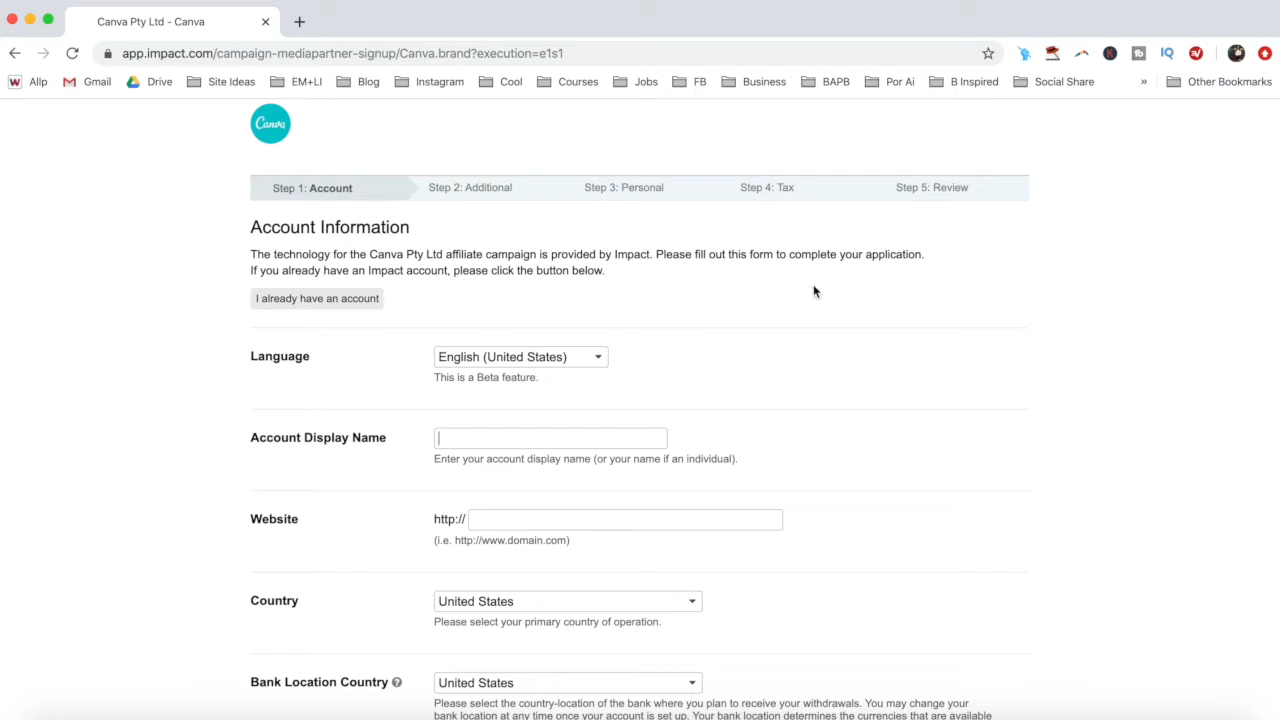 Canva Pty Ltd - Canva
app.impact.com/campaign-mediapartner-signup/Canva.brand?execution=e1s1
Allp Gmail Drive Site Ideas EM+LI Blog Instagram Cool Courses Jobs FB Business BAPB Por Ai B Inspired Social Share » Other Bookmarks
Canva
Step 1: Account Step 2: Additional Step 3: Personal Step 4: Tax Step 5: Review
Account Information
The technology for the Canva Pty Ltd affiliate campaign is provided by Impact. Please fill out this form to complete your application.
If you already have an Impact account, please click the button below.
I already have an account
Language English (United States)
This is a Beta feature.
Account Display Name
Enter your account display name (or your name if an individual).
Website http://
(i.e. http://www.domain.com)
Country United States
Please select your primary country of operation.
Bank Location Country United States
Please select the country-location of the bank where you plan to receive your withdrawals. You may change your
bank location at any time once your account is set up. Your bank location determines the currencies that are available